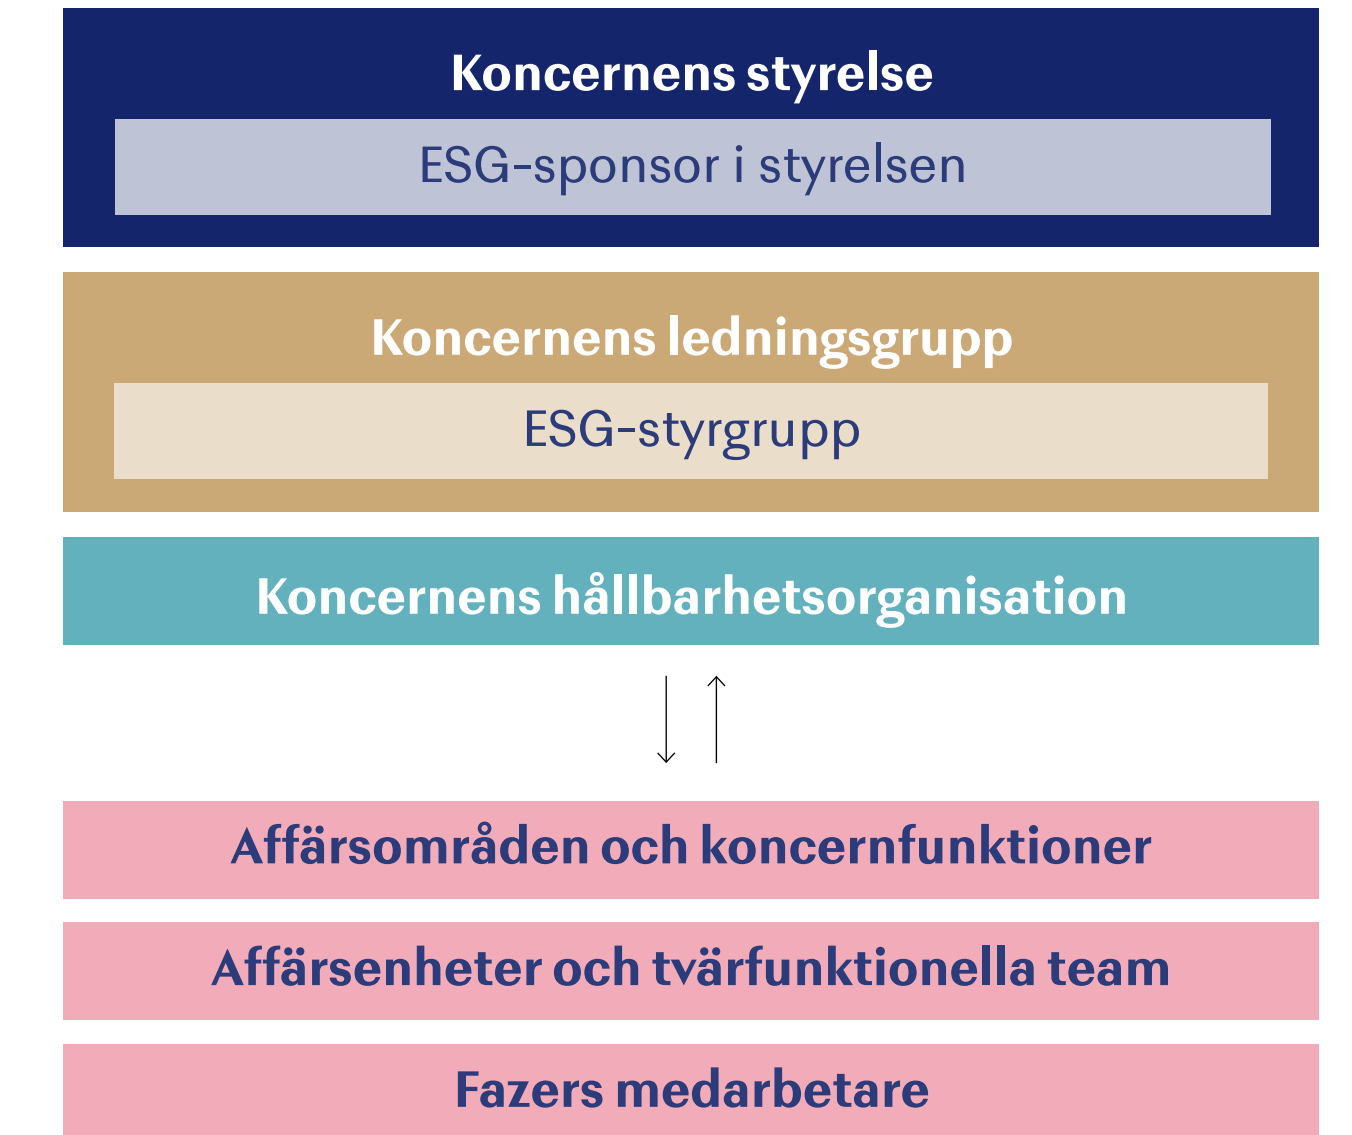 Koncernens styrelse
ESG-sponsor i styrelsen
Koncernens ledningsgrupp
ESG-styrgrupp
Koncernens hållbarhetsorganisation
Affärsområden och koncernfunktioner
Affärsenheter och tvärfunktionella team
Fazers medarbetare